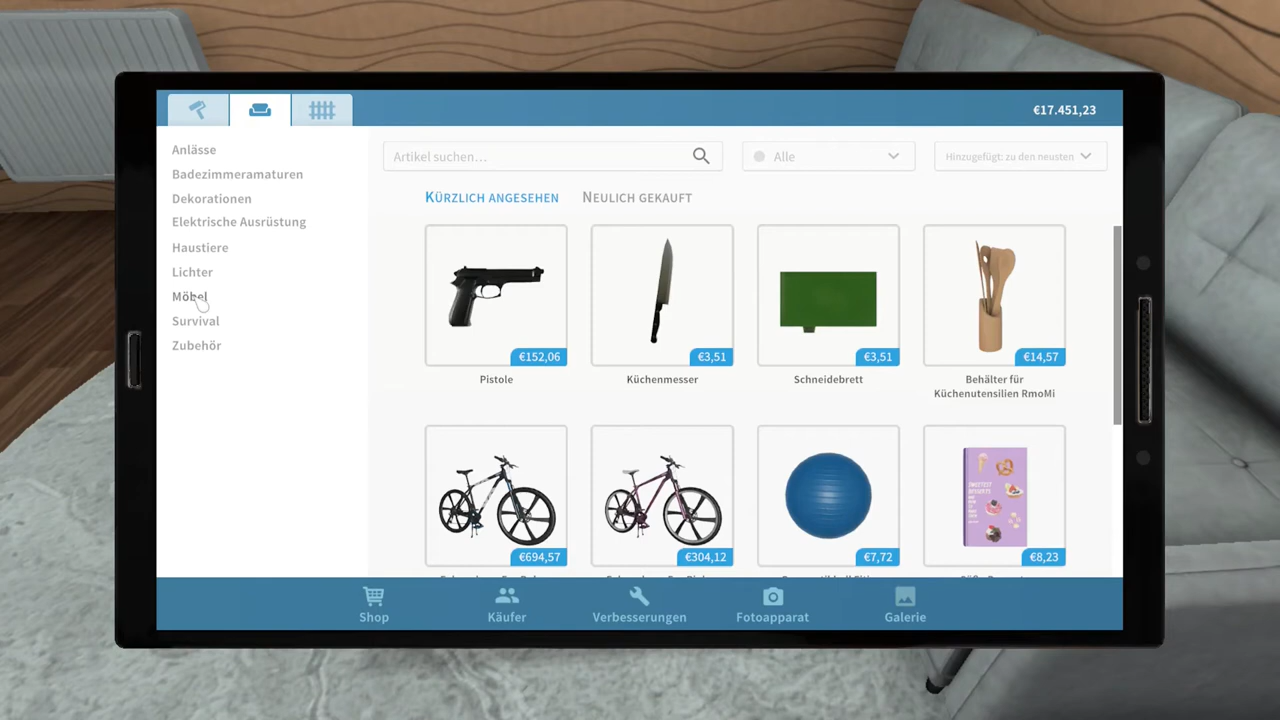 €17.451,23
Anlässe
Badezimmeramaturen
Dekorationen
Elektrische Ausrüstung
Haustiere
Lichter
Möbel
Survival
Zubehör
Artikel suchen...
Alle
Hinzugefügt: zu den neusten
KÜRZLICH ANGESEHEN
NEULICH GEKAUFT
€152,06
€3,51
€3,51
€14,57
Pistole
Küchenmesser
Schneidebrett
Behälter für
Küchenutensilien RmoMi
€694,57
€304,12
€7,72
€8,23
Shop
Käufer
Verbesserungen
Fotoapparat
Galerie